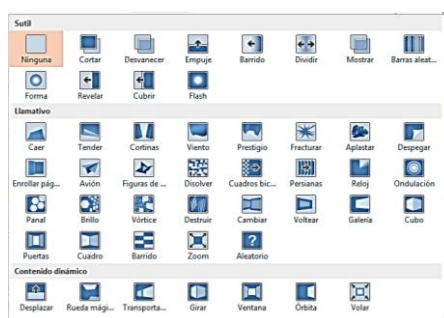 Sutil
Ninguna Cortar Desvanecer Empuje Barrido Dividir Mostrar Barras aleat...
Forma Revelar Cubrir Flash
Llamativo
Caer Tender Cortinas Viento Prestigio Fracturar Aplastar Despegar
Enrollar pág... Avión Figuras de ... Disolver Cuadros bic... Persianas Reloj Ondulación
Panal Brillo Vórtice Destruir Cambiar Voltear Galería Cubo
Puertas Cuadro Barrido Zoom Aleatorio
Contenido dinámico
Desplazar Rueda mági... Transporta... Girar Ventana Órbita Volar